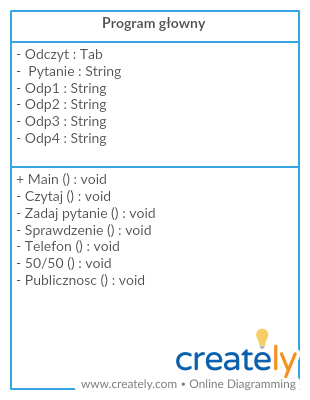 Program głowny
- Odczyt : Tab
-  Pytanie : String
- Odp1 : String
- Odp2 : String
- Odp3 : String
- Odp4 : String
+ Main () : void
- Czytaj () : void
- Zadaj pytanie () : void
- Sprawdzenie () : void
- Telefon () : void
- 50/50 () : void
- Publicznosc () : void
creately
www.creately.com • Online Diagramming